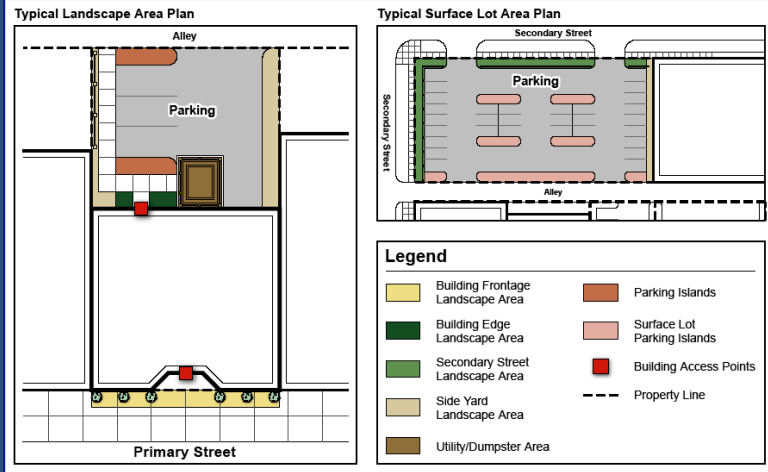 Typical Landscape Area Plan
Alley
Parking
Primary Street
Typical Surface Lot Area Plan
Secondary Street
Parking
Secondary Street
Alley
Legend
Building Frontage
Landscape Area
Building Edge
Landscape Area
Secondary Street
Landscape Area
Side Yard
Landscape Area
Utility/Dumpster Area
Parking Islands
Surface Lot
Parking Islands
Building Access Points
Property Line